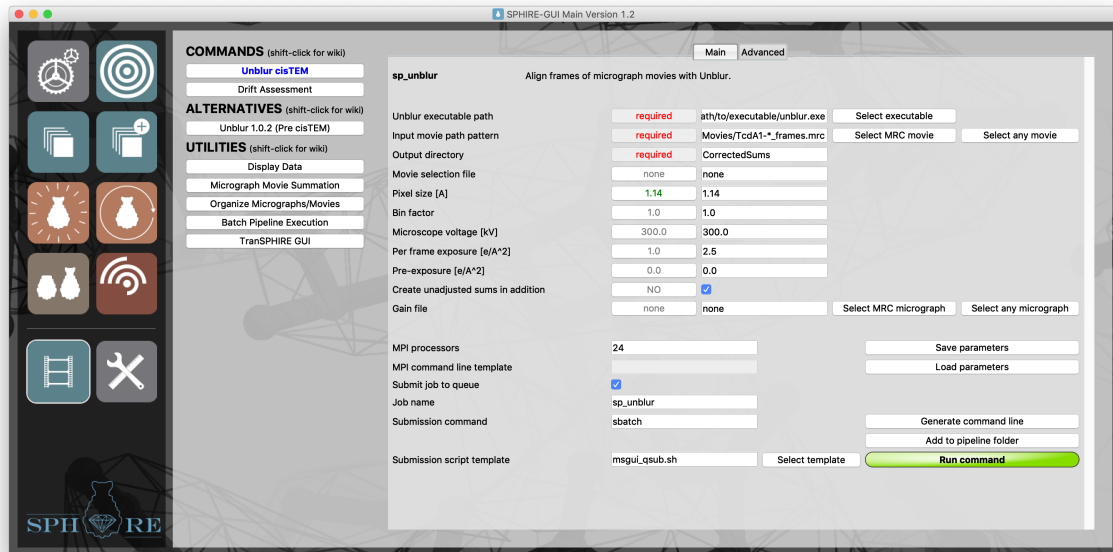 SPHIRE-GUI Main Version 1.2
COMMANDS (shift-click for wiki)
Unblur cisTEM
Drift Assessment
ALTERNATIVES (shift-click for wiki)
Unblur 1.0.2 (Pre cisTEM)
UTILITIES (shift-click for wiki)
Display Data
Micrograph Movie Summation
Organize Micrographs/Movies
Batch Pipeline Execution
TranSPHIRE GUI
SPHIRE
Main Advanced
sp_unblur Align frames of micrograph movies with Unblur.
Unblur executable path required ath/to/executable/unblur.exe Select executable
Input movie path pattern required Movies/TcdA1-*_frames.mrc Select MRC movie Select any movie
Output directory required CorrectedSums
Movie selection file none none
Pixel size [A] 1.14 1.14
Bin factor 1.0 1.0
Microscope voltage [kV] 300.0 300.0
Per frame exposure [e/A^2] 1.0 2.5
Pre-exposure [e/A^2] 0.0 0.0
Create unadjusted sums in addition NO
Gain file none none Select MRC micrograph Select any micrograph
MPI processors 24 Save parameters
MPI command line template Load parameters
Submit job to queue
Job name sp_unblur
Submission command sbatch Generate command line
Add to pipeline folder
Submission script template msgui_qsub.sh Select template Run command